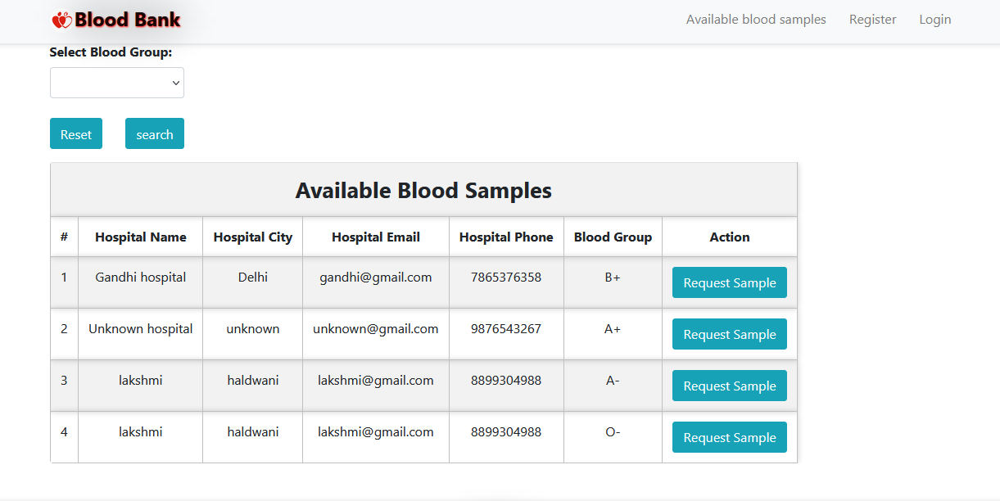 Blood Bank Available blood samples Register Login
Select Blood Group:
Reset search
Available Blood Samples
# Hospital Name Hospital City Hospital Email Hospital Phone Blood Group Action
1 Gandhi hospital Delhi gandhi@gmail.com 7865376358 B+ Request Sample
2 Unknown hospital unknown unknown@gmail.com 9876543267 A+ Request Sample
3 lakshmi haldwani lakshmi@gmail.com 8899304988 A- Request Sample
4 lakshmi haldwani lakshmi@gmail.com 8899304988 O- Request Sample